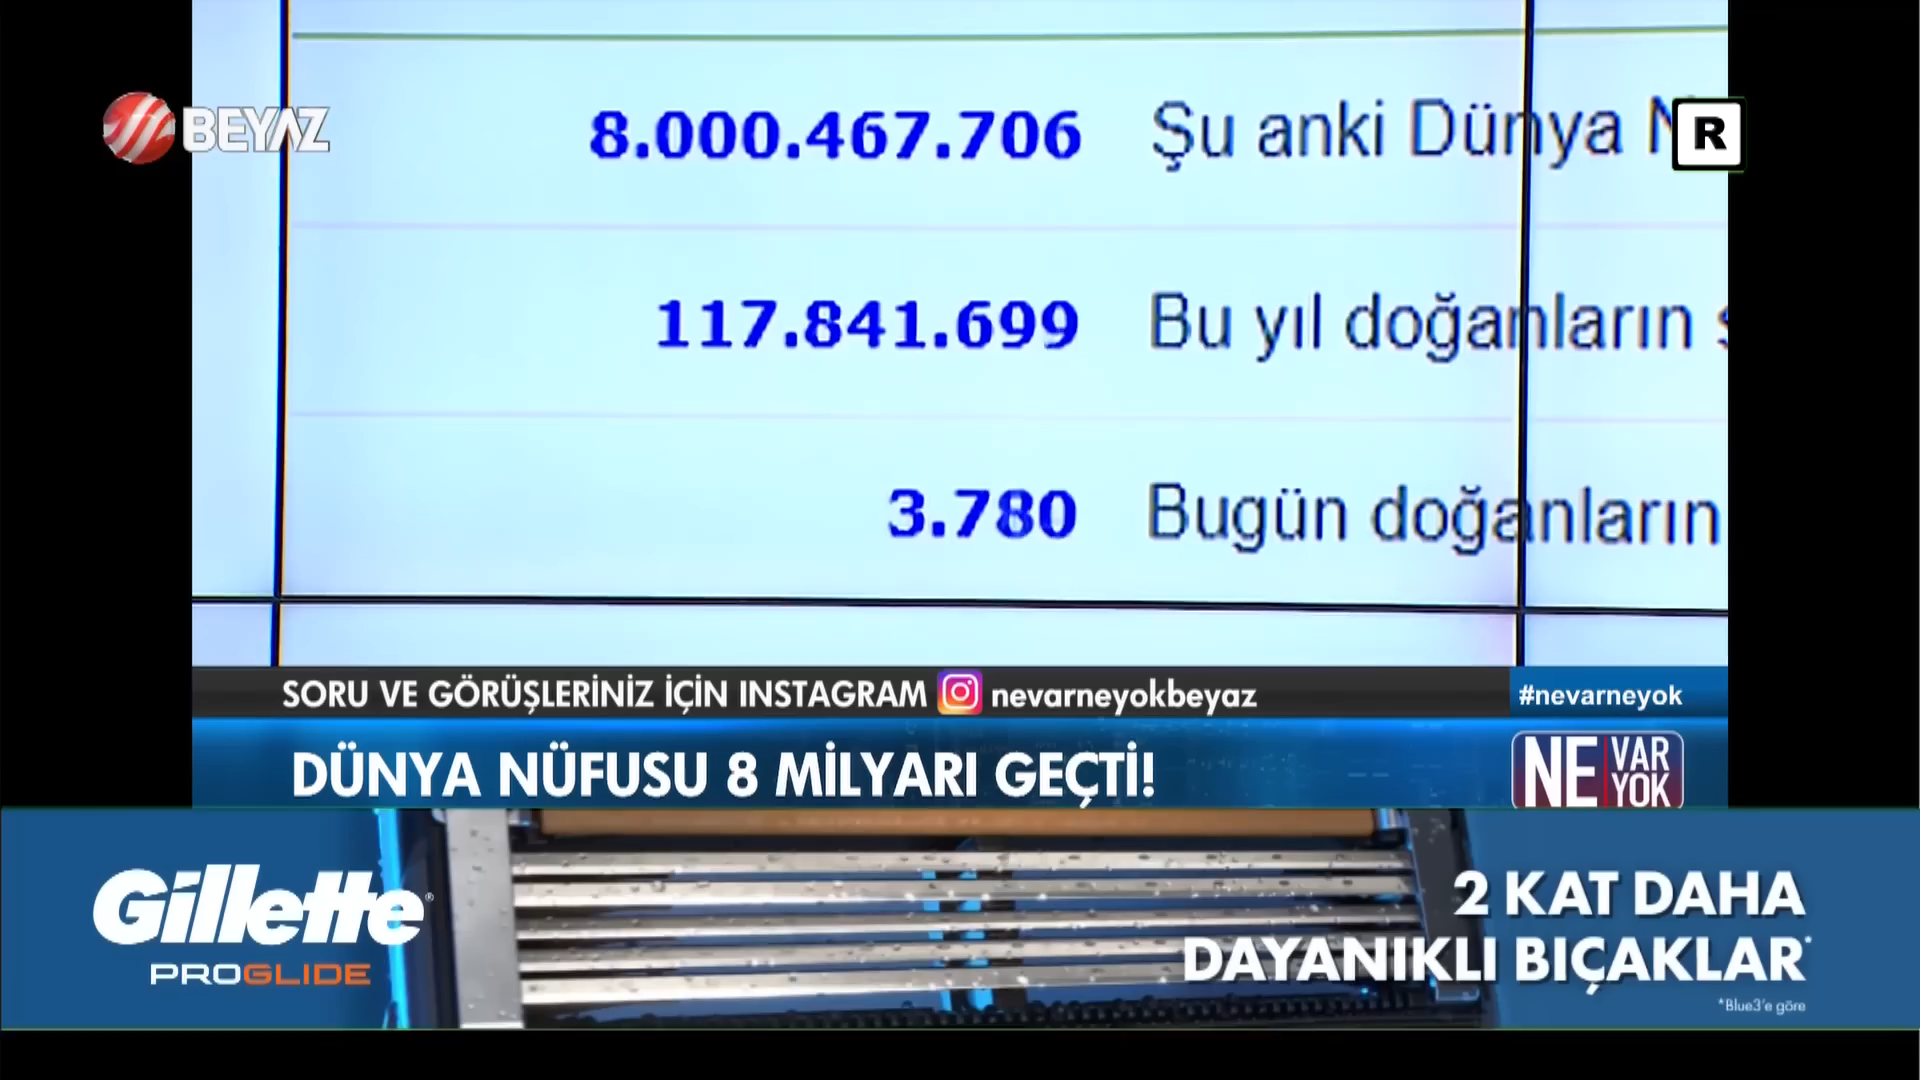 BEYAZ
8.000.467.706 Şu anki Dünya
R
117.841.699 Bu yıl doğanların
3.780 Bugün doğanların
SORU VE GÖRÜŞLERİNİZ İÇİN INSTAGRAM nevarneyokbeyaz
#nevarneyok
DÜNYA NÜFUSU 8 MİLYARI GEÇTİ!
NE VAR
YOK
Gillette®
PROGLIDE
2 KAT DAHA
DAYANIKLI BIÇAKLAR*
*Blue3'e göre